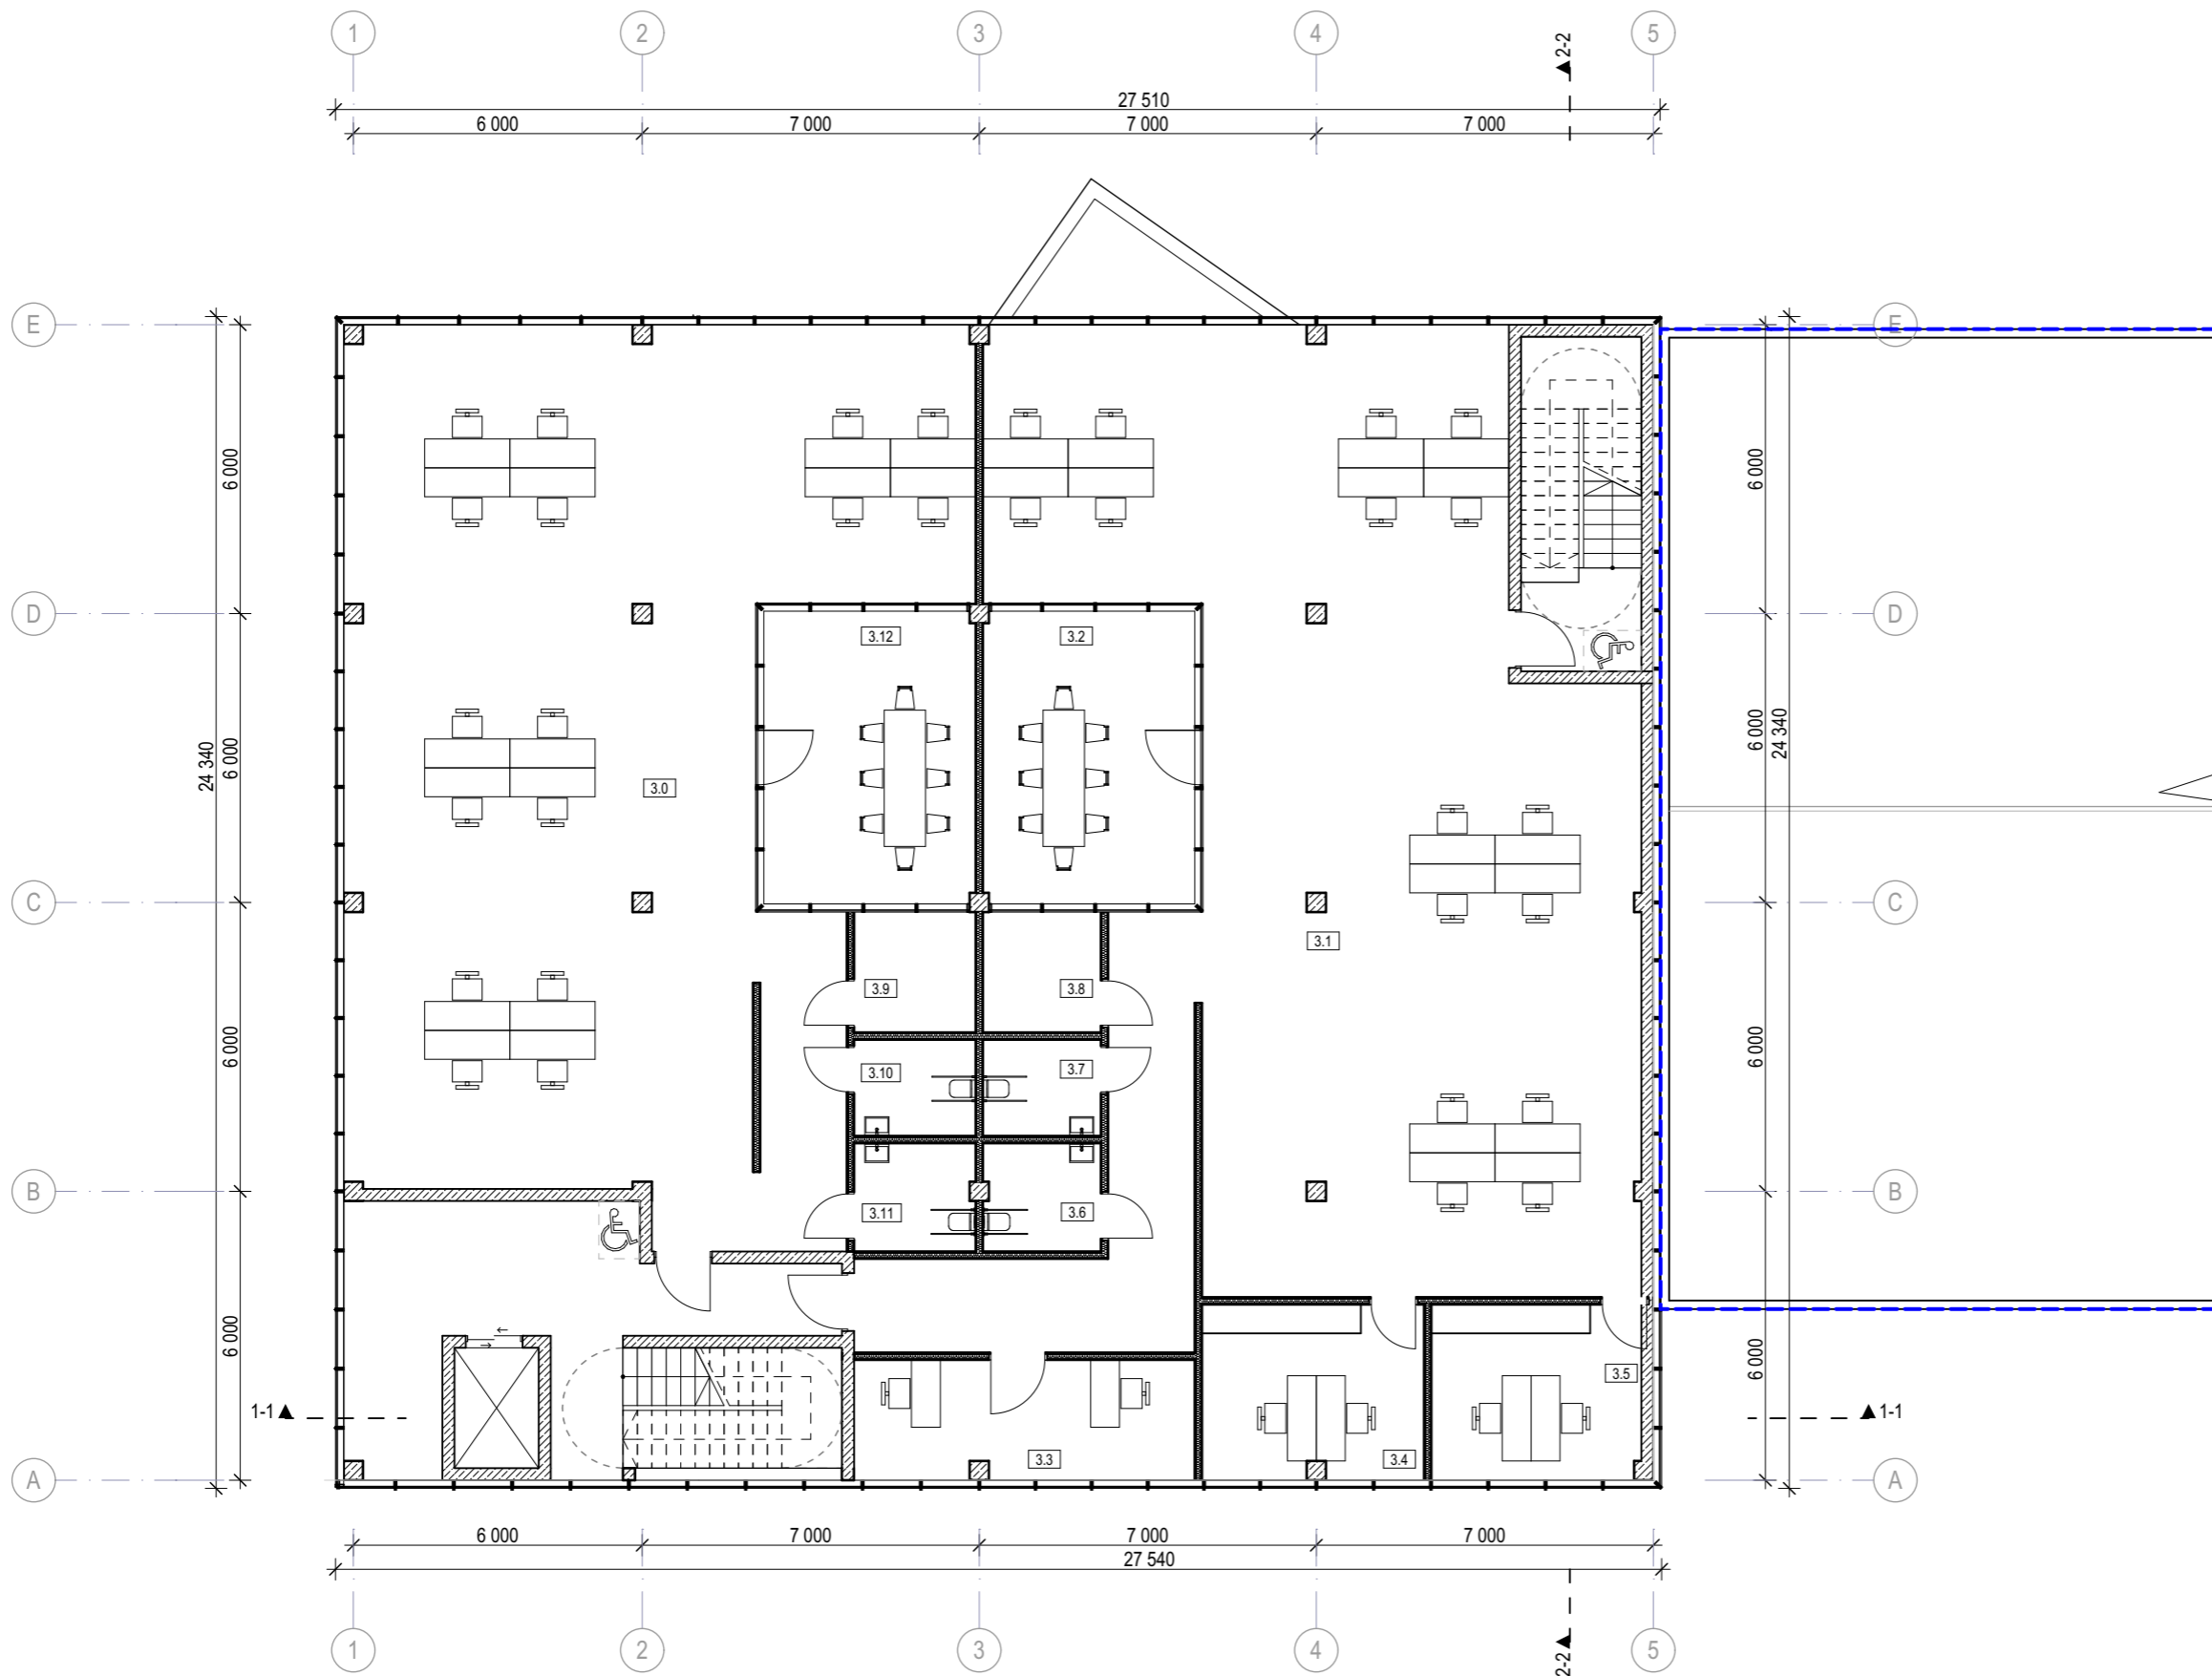 1 2 3 4 5
2-2
27 510
6 000 7 000 7 000 7 000
E E
6 000 6 000
D D
3.12 3.2
24 340 6 000 6 000 24 340
3.0
C C
3.1
3.9 3.8
6 000 6 000
3.10 3.7
B B
3.11 3.6
6 000 6 000
3.5
1-1 1-1
3.3 3.4
A A
6 000 7 000 7 000 7 000
27 540
1 2 3 4 5
2-2